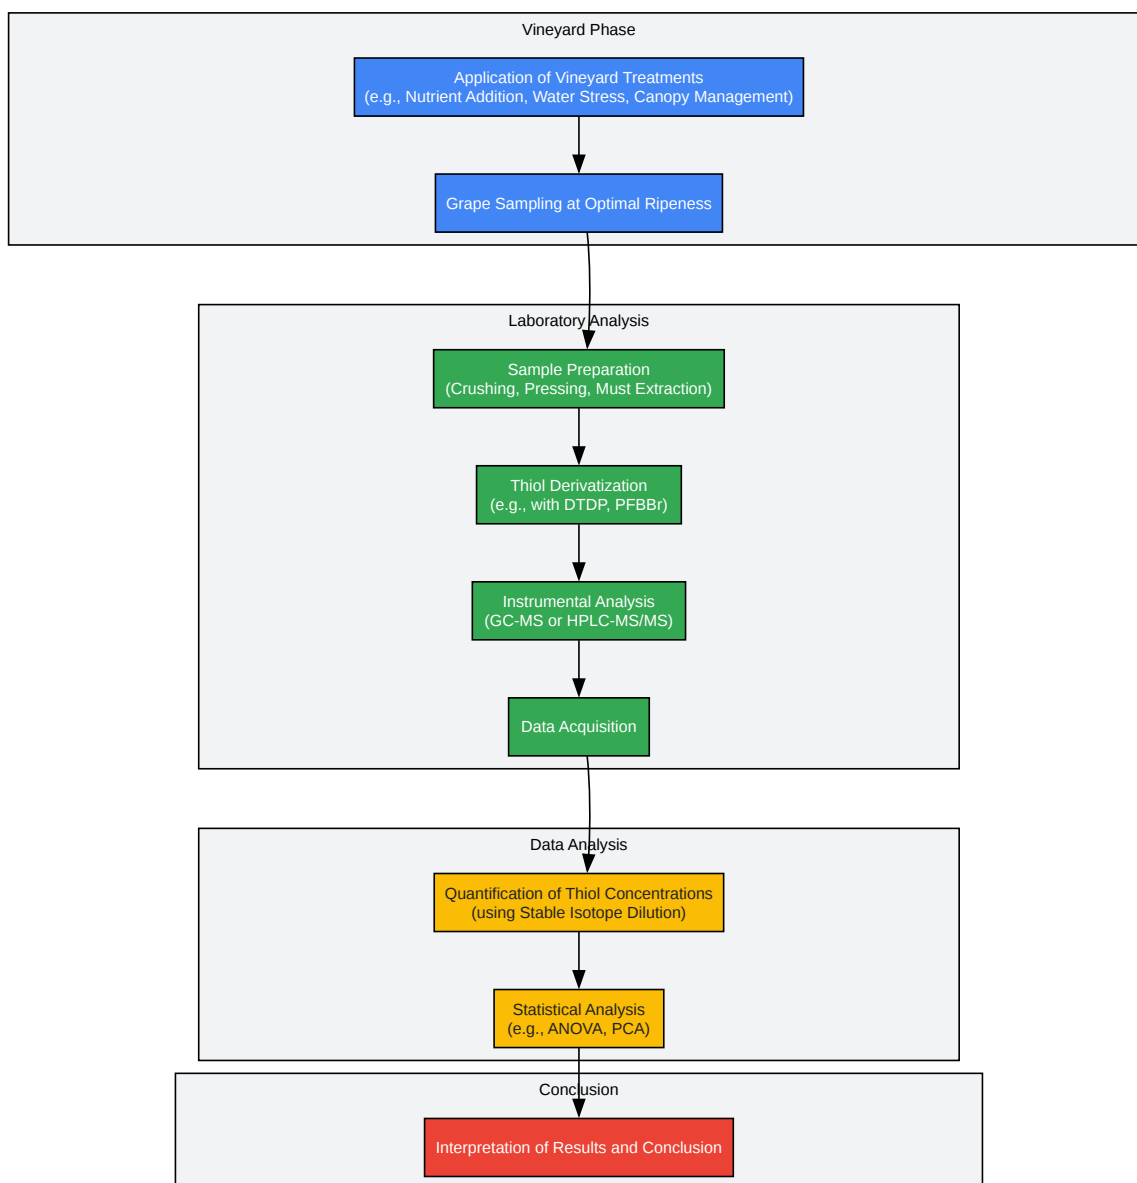 Vineyard Phase
Application of Vineyard Treatments
(e.g., Nutrient Addition, Water Stress, Canopy Management)
Grape Sampling at Optimal Ripeness
Laboratory Analysis
Sample Preparation
(Crushing, Pressing, Must Extraction)
Thiol Derivatization
(e.g., with DTDP, PFBBr)
Instrumental Analysis
(GC-MS or HPLC-MS/MS)
Data Acquisition
Data Analysis
Quantification of Thiol Concentrations
(using Stable Isotope Dilution)
Statistical Analysis
(e.g., ANOVA, PCA)
Conclusion
Interpretation of Results and Conclusion